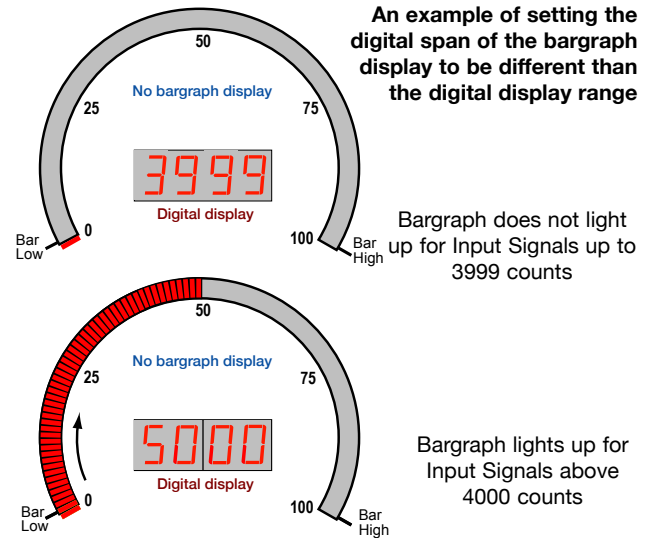 An example of setting the
digital span of the bargraph
display to be different than
the digital display range
50
No bargraph display
25
75
3999
Digital display
0
100
Bar
Low
Bar
High
Bargraph does not light
up for Input Signals up to
3999 counts
50
No bargraph display
25
75
5000
Digital display
0
100
Bar
Low
Bar
High
Bargraph lights up for
Input Signals above
4000 counts